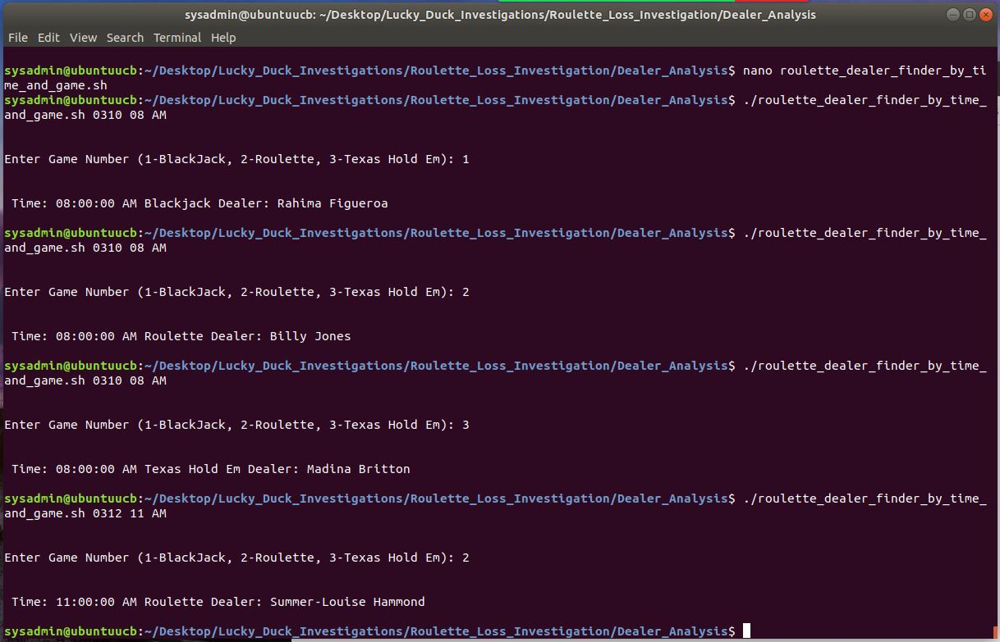 sysadmin@ubuntuucb: ~/Desktop/Lucky_Duck_Investigations/Roulette_Loss_Investigation/Dealer_Analysis
File Edit View Search Terminal Help
sysadmin@ubuntuucb:~/Desktop/Lucky_Duck_Investigations/Roulette_Loss_Investigation/Dealer_Analysis$ nano roulette_dealer_finder_by_ti
me_and_game.sh
sysadmin@ubuntuucb:~/Desktop/Lucky_Duck_Investigations/Roulette_Loss_Investigation/Dealer_Analysis$ ./roulette_dealer_finder_by_time_
and_game.sh 0310 08 AM
Enter Game Number (1-BlackJack, 2-Roulette, 3-Texas Hold Em): 1
Time: 08:00:00 AM Blackjack Dealer: Rahima Figueroa
sysadmin@ubuntuucb:~/Desktop/Lucky_Duck_Investigations/Roulette_Loss_Investigation/Dealer_Analysis$ ./roulette_dealer_finder_by_time_
and_game.sh 0310 08 AM
Enter Game Number (1-BlackJack, 2-Roulette, 3-Texas Hold Em): 2
Time: 08:00:00 AM Roulette Dealer: Billy Jones
sysadmin@ubuntuucb:~/Desktop/Lucky_Duck_Investigations/Roulette_Loss_Investigation/Dealer_Analysis$ ./roulette_dealer_finder_by_time_
and_game.sh 0310 08 AM
Enter Game Number (1-BlackJack, 2-Roulette, 3-Texas Hold Em): 3
Time: 08:00:00 AM Texas Hold Em Dealer: Madina Britton
sysadmin@ubuntuucb:~/Desktop/Lucky_Duck_Investigations/Roulette_Loss_Investigation/Dealer_Analysis$ ./roulette_dealer_finder_by_time_
and_game.sh 0312 11 AM
Enter Game Number (1-BlackJack, 2-Roulette, 3-Texas Hold Em): 2
Time: 11:00:00 AM Roulette Dealer: Summer-Louise Hammond
sysadmin@ubuntuucb:~/Desktop/Lucky_Duck_Investigations/Roulette_Loss_Investigation/Dealer_Analysis$